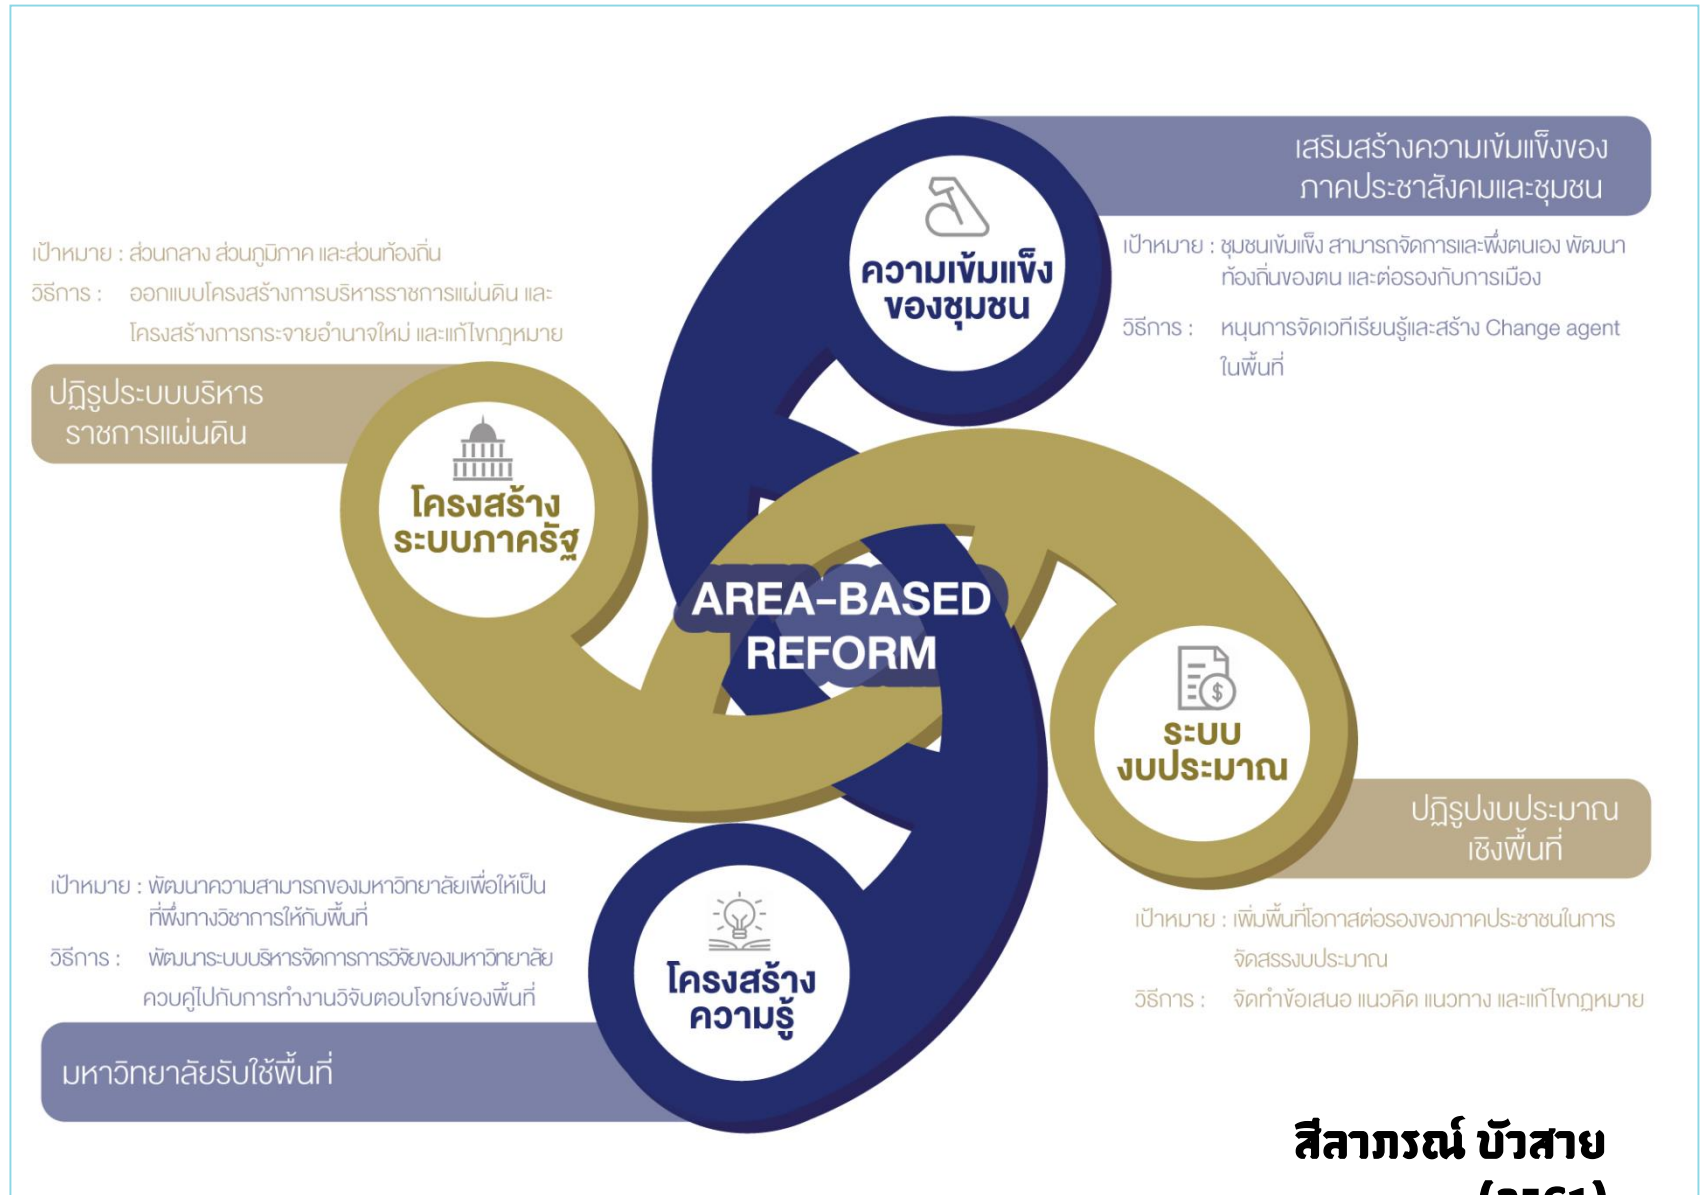 เสริมสร้างความเข้มแข็งของ
ภาคประชาสังคมและชุมชน
ความเข้มแข็ง
ของชุมชน
เป้าหมาย : ชุมชนเข้มแข็ง สามารถจัดการและพึ่งตนเอง พัฒนา
ท้องถิ่นของตน และต่อรองกับการเมือง
วิธีการ : หนุนการจัดเวทีเรียนรู้และสร้าง Change agent
ในพื้นที่
เป้าหมาย : ส่วนกลาง ส่วนภูมิภาค และส่วนท้องถิ่น
วิธีการ : ออกแบบโครงสร้างการบริหารราชการแผ่นดิน และ
โครงสร้างการกระจายอำนาจใหม่ และแก้ไขกฎหมาย
ปฏิรูประบบบริหาร
ราชการแผ่นดิน
โครงสร้าง
ระบบภาครัฐ
AREA-BASED
REFORM
ระบบ
งบประมาณ
ปฏิรูปงบประมาณ
เชิงพื้นที่
เป้าหมาย : เพิ่มพื้นที่โอกาสต่อรองของภาคประชาชนในการ
จัดสรรงบประมาณ
วิธีการ : จัดทำข้อเสนอ แนวคิด แนวทาง และแก้ไขกฎหมาย
เป้าหมาย : พัฒนาความสามารถของมหาวิทยาลัยเพื่อให้เป็น
ที่พึ่งทางวิชาการให้กับพื้นที่
วิธีการ : พัฒนาระบบบริหารจัดการการวิจัยของมหาวิทยาลัย
ควบคู่ไปกับการทำงานวิจับตอบโจทย์ของพื้นที่
โครงสร้าง
ความรู้
มหาวิทยาลัยรับใช้พื้นที่
สีลาภรณ์ บัวสาย